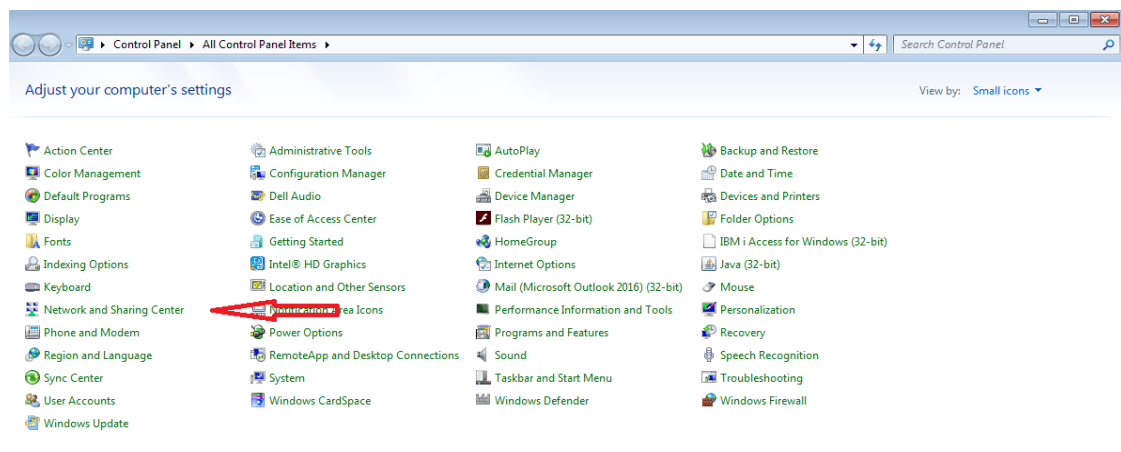 Control Panel All Control Panel Items Search Control Panel
Adjust your computer's settings View by: Small icons
Action Center Administrative Tools AutoPlay Backup and Restore
Color Management Configuration Manager Credential Manager Date and Time
Default Programs Dell Audio Device Manager Devices and Printers
Display Ease of Access Center Flash Player (32-bit) Folder Options
Fonts Getting Started HomeGroup IBM i Access for Windows (32-bit)
Indexing Options Intel® HD Graphics Internet Options Java (32-bit)
Keyboard Location and Other Sensors Mail (Microsoft Outlook 2016) (32-bit) Mouse
Network and Sharing Center Notification Area Icons Performance Information and Tools Personalization
Phone and Modem Power Options Programs and Features Recovery
Region and Language RemoteApp and Desktop Connections Sound Speech Recognition
Sync Center System Taskbar and Start Menu Troubleshooting
User Accounts Windows CardSpace Windows Defender Windows Firewall
Windows Update